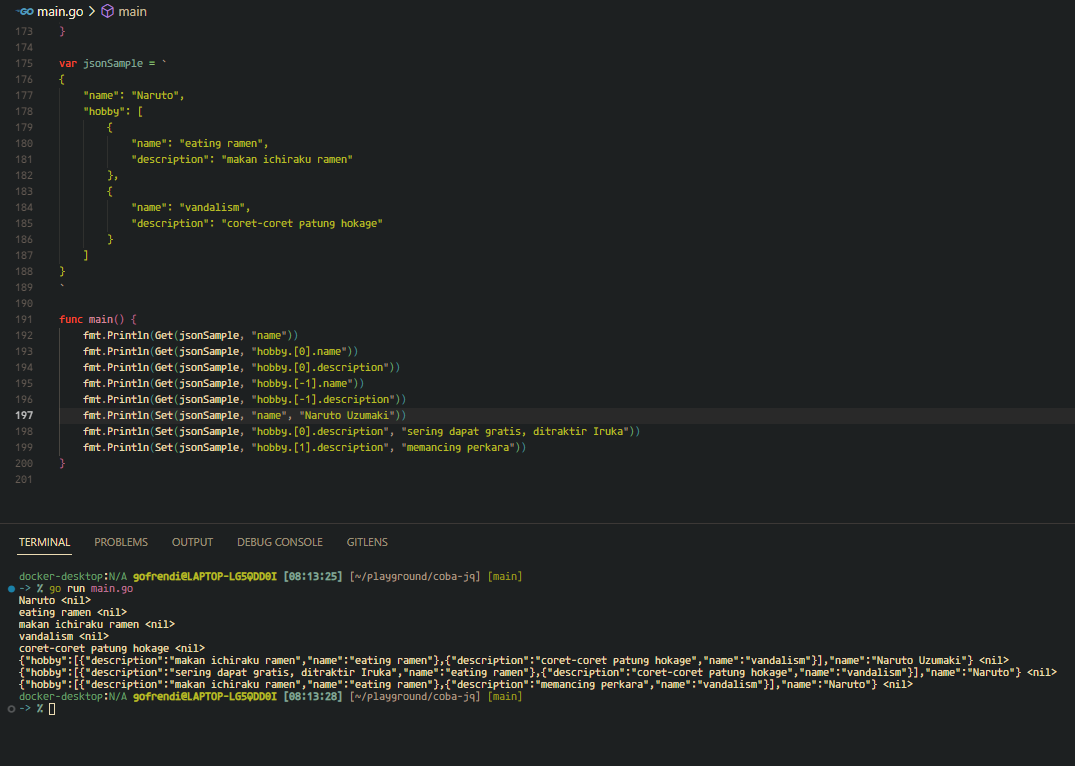 GO main.go > main
173 }
174
175 var jsonSample = `
176 {
177     "name": "Naruto",
178     "hobby": [
179         {
180             "name": "eating ramen",
181             "description": "makan ichiraku ramen"
182         },
183         {
184             "name": "vandalism",
185             "description": "coret-coret patung hokage"
186         }
187     ]
188 }
189 `
190
191 func main() {
192     fmt.Println(Get(jsonSample, "name"))
193     fmt.Println(Get(jsonSample, "hobby.[0].name"))
194     fmt.Println(Get(jsonSample, "hobby.[0].description"))
195     fmt.Println(Get(jsonSample, "hobby.[-1].name"))
196     fmt.Println(Get(jsonSample, "hobby.[-1].description"))
197     fmt.Println(Set(jsonSample, "name", "Naruto Uzumaki"))
198     fmt.Println(Set(jsonSample, "hobby.[0].description", "sering dapat gratis, ditraktir Iruka"))
199     fmt.Println(Set(jsonSample, "hobby.[1].description", "memancing perkara"))
200 }
201
TERMINAL PROBLEMS OUTPUT DEBUG CONSOLE GITLENS
docker-desktop:N/A gofrendi@LAPTOP-LG5QDD0I [08:13:25] [~/playground/coba-jq] [main]
-> % go run main.go
Naruto <nil>
eating ramen <nil>
makan ichiraku ramen <nil>
vandalism <nil>
coret-coret patung hokage <nil>
{"hobby":[{"description":"makan ichiraku ramen","name":"eating ramen"},{"description":"coret-coret patung hokage","name":"vandalism"}],"name":"Naruto Uzumaki"} <nil>
{"hobby":[{"description":"sering dapat gratis, ditraktir Iruka","name":"eating ramen"},{"description":"coret-coret patung hokage","name":"vandalism"}],"name":"Naruto"} <nil>
{"hobby":[{"description":"makan ichiraku ramen","name":"eating ramen"},{"description":"memancing perkara","name":"vandalism"}],"name":"Naruto"} <nil>
docker-desktop:N/A gofrendi@LAPTOP-LG5QDD0I [08:13:28] [~/playground/coba-jq] [main]
-> %